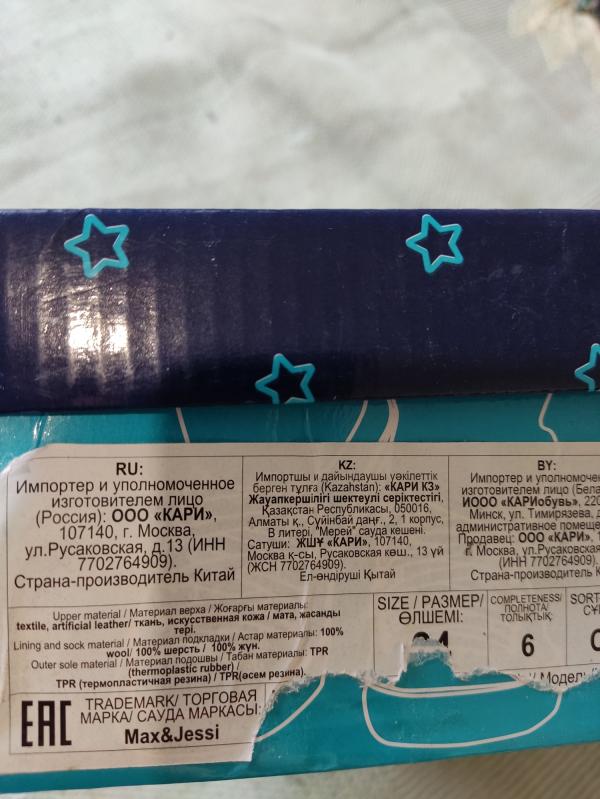 RU:
Импортер и уполномоченное
изготовителем лицо
(Россия): ООО «КАРИ»,
107140, г. Москва,
ул.Русаковская, д.13 (ИНН
7702764909).
Страна-производитель Китай
KZ:
Импортшы және дайындаушы уәкілеттік
берген тұлға (Kazahstan): «КАРИ КЗ»
Жауапкершілігі шектеулі серіктестігі,
Қазақстан Республикасы, 050016,
Алматы қ., Сүйінбай даңғ., 2, 1 корпус,
В литері, "Мерей" сауда кешені.
Сатушы: ЖШҰ «КАРИ», 107140,
Москва қ-сы, Русаковская көш., 13 үй
(ЖСН 7702764909).
Ел-өндіруші Қытай
BY:
Импортер и
изготовителем лицо
ИООО «КАРИобувь»,
Минск, ул. Тимирязева,
административное
Продавец: ООО «КАРИ»,
г. Москва, ул.
(ИНН
Страна-производитель
Upper material / Материал верха / Жоғарғы материалы:
textile, artificial leather/ ткань, искусственная кожа / мата, жасанды
тері.
Lining and sock material / Материал подкладки / Астар материалы: 100%
wool/ 100% шерсть / 100% жүн.
Outer sole material / Материал подошвы / Табан материалы: TPR
(thermoplastic rubber) /
TPR (термопластичная резина) / TPR(әсем резина).
SIZE / РАЗМЕР/
ӨЛШЕМІ:
COMPLETENESS/
ПОЛНОТА/
ТОЛЫҚТЫҚ:
6
EAC
TRADEMARK/ ТОРГОВАЯ
МАРКА/ САУДА МАРКАСЫ:
Max&Jessi